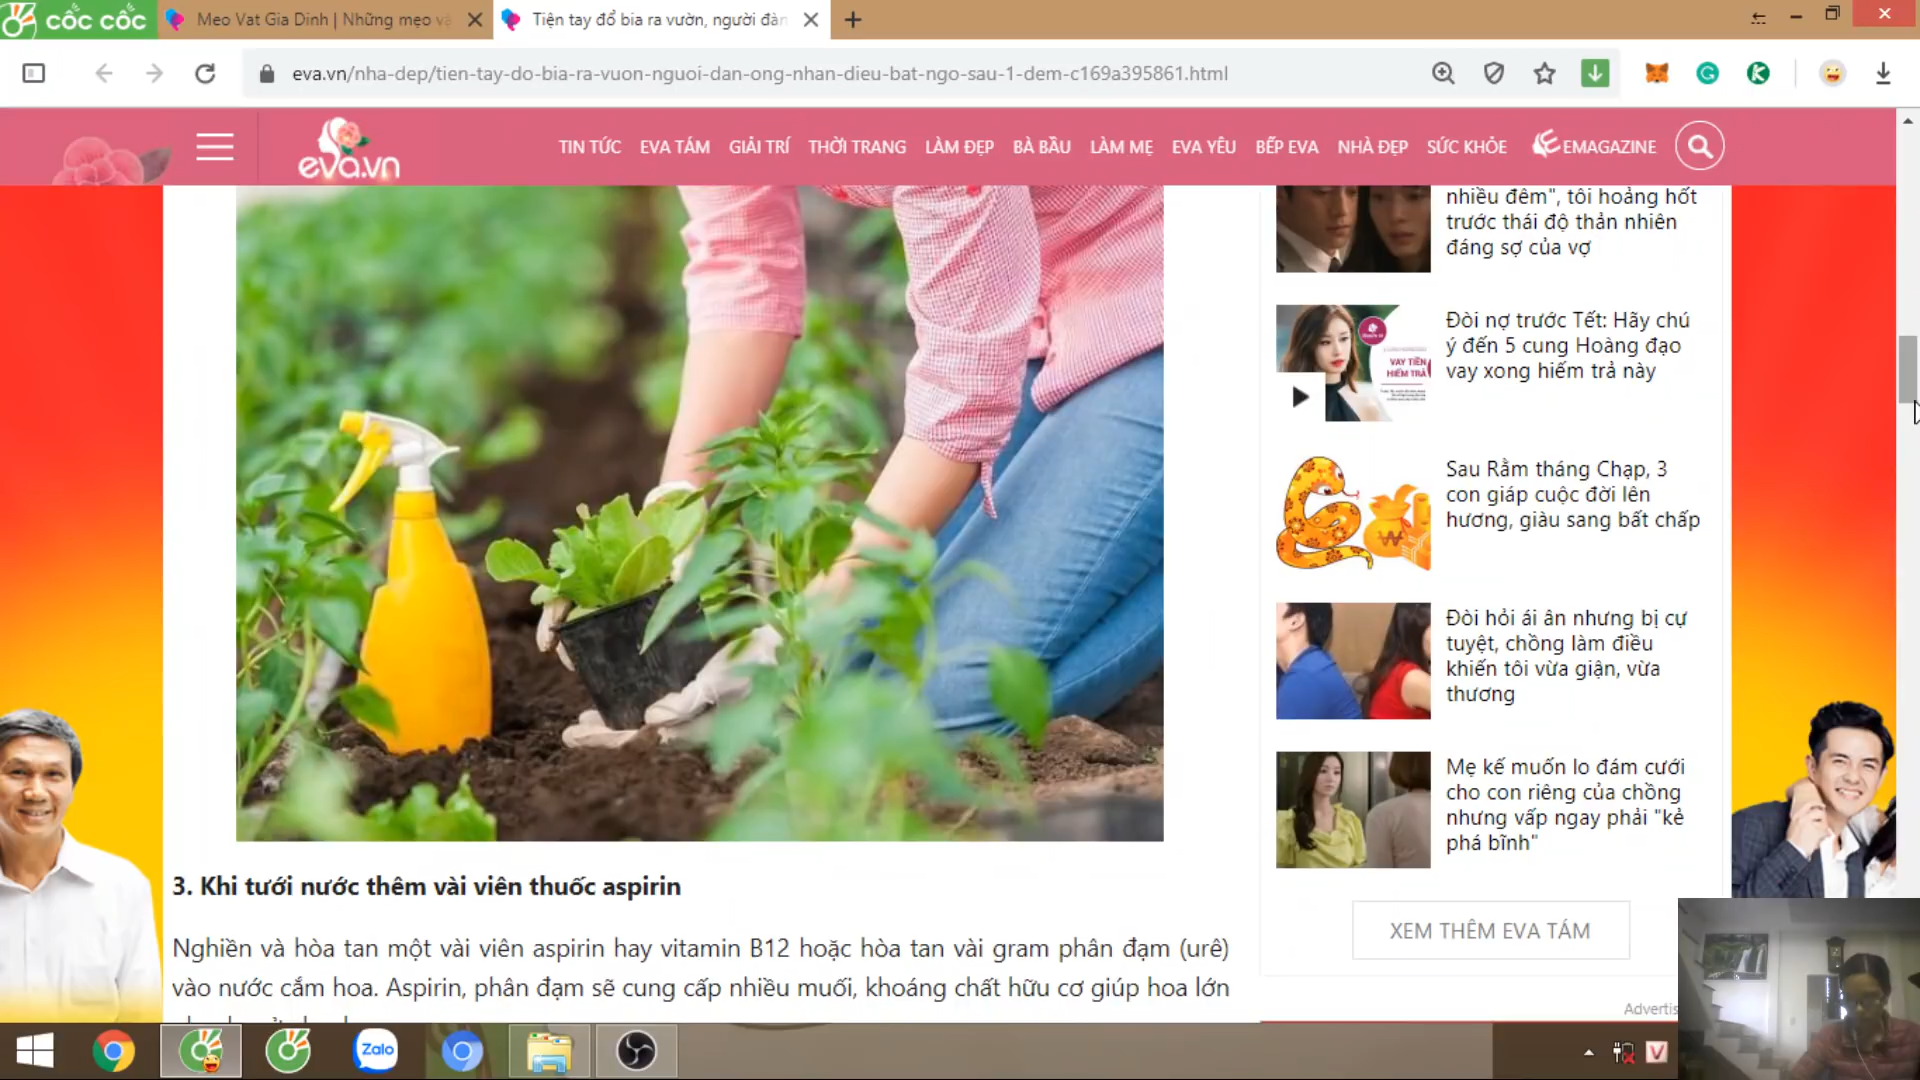 cốc cốc
Meo Vat Gia Dinh | Những mẹo vặ
Tiện tay đổ bia ra vườn, người đàn
eva.vn/nha-dep/tien-tay-do-bia-ra-vuon-nguoi-dan-ong-nhan-dieu-bat-ngo-sau-1-dem-c169a395861.html
eva.vn
TIN TỨC EVA TÁM GIẢI TRÍ THỜI TRANG LÀM ĐẸP BÀ BẦU LÀM MẸ EVA YÊU BẾP EVA NHÀ ĐẸP SỨC KHỎE EMAGAZINE
nhiều đêm", tôi hoảng hốt
trước thái độ thản nhiên
đáng sợ của vợ
VAY TIỀN
HIẾM TRẢ
Đòi nợ trước Tết: Hãy chú
ý đến 5 cung Hoàng đạo
vay xong hiếm trả này
Sau Rằm tháng Chạp, 3
con giáp cuộc đời lên
hương, giàu sang bất chấp
Đòi hỏi ái ân nhưng bị cự
tuyệt, chồng làm điều
khiến tôi vừa giận, vừa
thương
Mẹ kế muốn lo đám cưới
cho con riêng của chồng
nhưng vấp ngay phải "kẻ
phá bĩnh"
XEM THÊM EVA TÁM
Advertis
3. Khi tưới nước thêm vài viên thuốc aspirin
Nghiền và hòa tan một vài viên aspirin hay vitamin B12 hoặc hòa tan vài gram phân đạm (urê)
vào nước cắm hoa. Aspirin, phân đạm sẽ cung cấp nhiều muối, khoáng chất hữu cơ giúp hoa lớn
Zalo
V